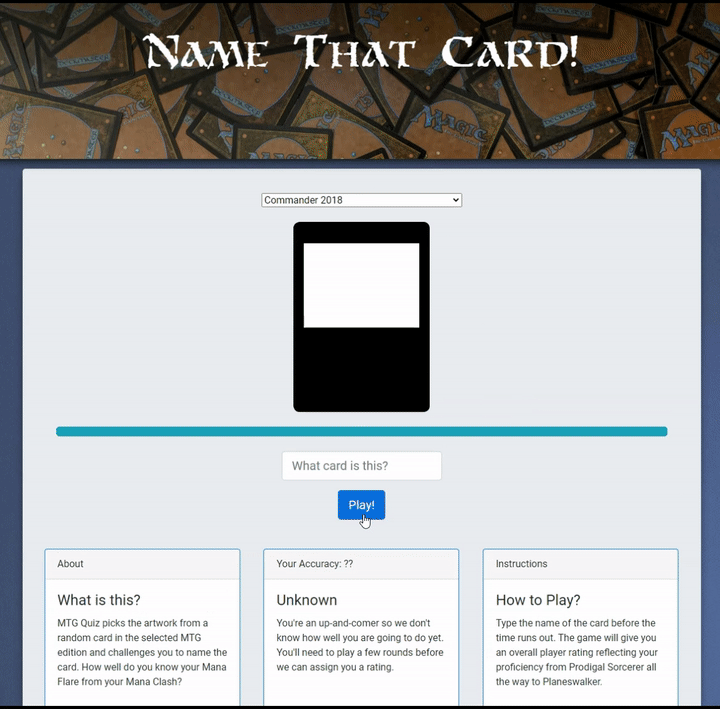 Name That Card!
Commander 2018
What card is this?
Play!
About
What is this?
MTG Quiz picks the artwork from a
random card in the selected MTG
edition and challenges you to name the
card. How well do you know your Mana
Flare from your Mana Clash?
Your Accuracy: ??
Unknown
You're an up-and-comer so we don't
know how well you are going to do yet.
You'll need to play a few rounds before
we can assign you a rating.
Instructions
How to Play?
Type the name of the card before the
time runs out. The game will give you
an overall player rating reflecting your
proficiency from Prodigal Sorcerer all
the way to Planeswalker.
MAGIC
MAGIC